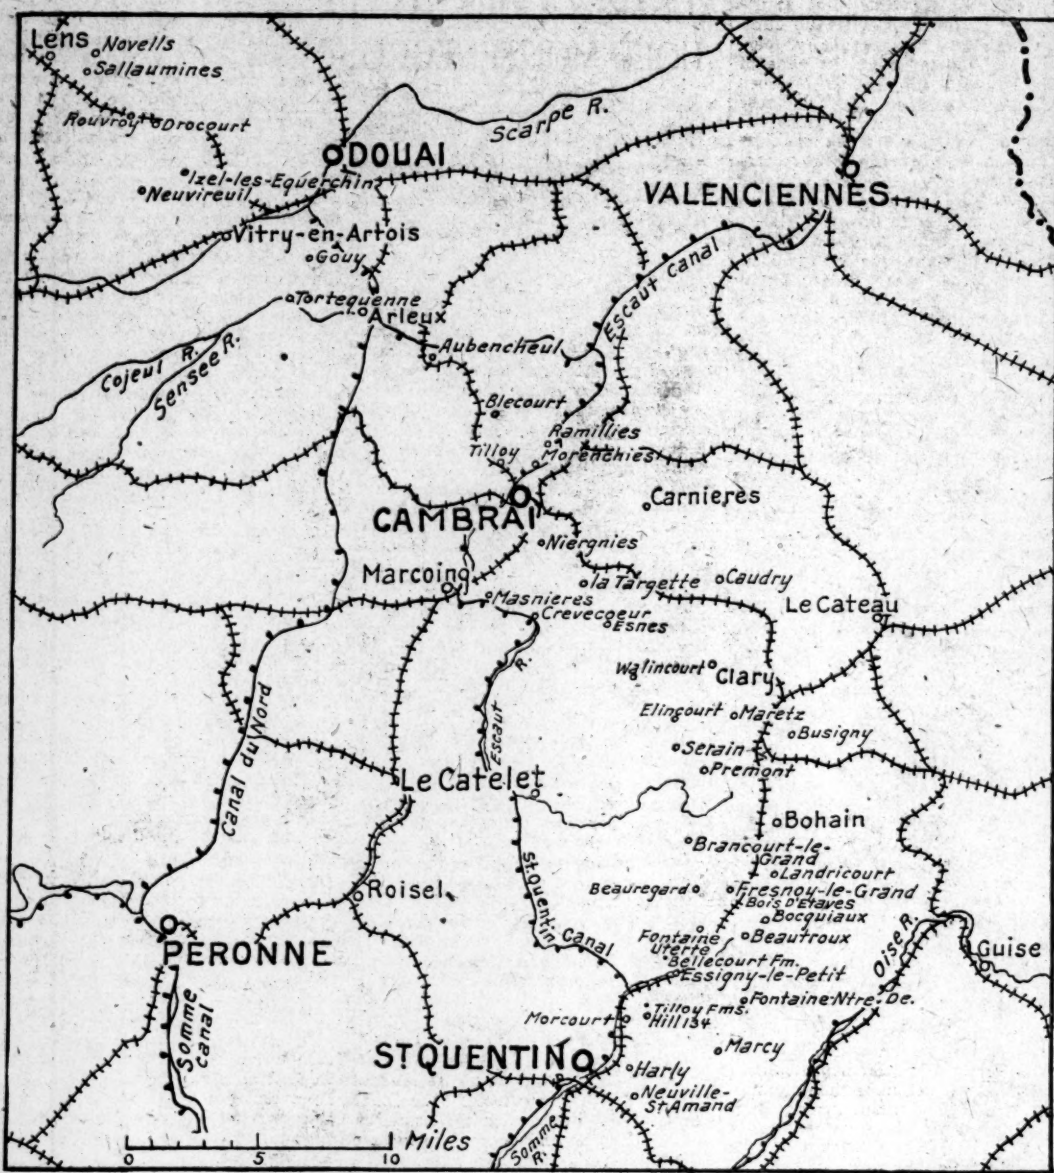 Lens
Novells
Sallaumines
Rouvroy
Drocourt
Scarpe R.
DOUAI
Izel-les-Equerchin
Neuvireuil
VALENCIENNES
Vitry-en-Artois
Gouy
Escaut Canal
Tortequenne
Arleux
Cojeul R.
Sensee R.
Aubencheul
Blecourt
Ramillies
Tilloy
Morenchies
CAMBRAI
Carnieres
Niergnies
Marcoing
la Targette
Caudry
Masnieres
Le Cateau
Crevecoeur
Esnes
Escaut R.
Walincourt
Clary
Elincourt
Maretz
Busigny
Canal du Nord
Serain
Premont
Le Catelet
Bohain
Brancourt-le-
Grand
Landricourt
Roisel
St. Quentin Canal
Beauregard
Fresnoy-le-Grand
Bois D'Etaves
Bocquiaux
PERONNE
Fontaine
Uterte
Beautroux
Oise R.
Guise
Bellecourt Fm.
Essigny-le-Petit
Fontaine-Ntre.-De.
Somme
canal
Morcourt
Tilloy Fms.
Hill 134
ST QUENTIN
Marcy
Harly
Neuville-
St Amand
Miles
Somme
R.
0 5 10